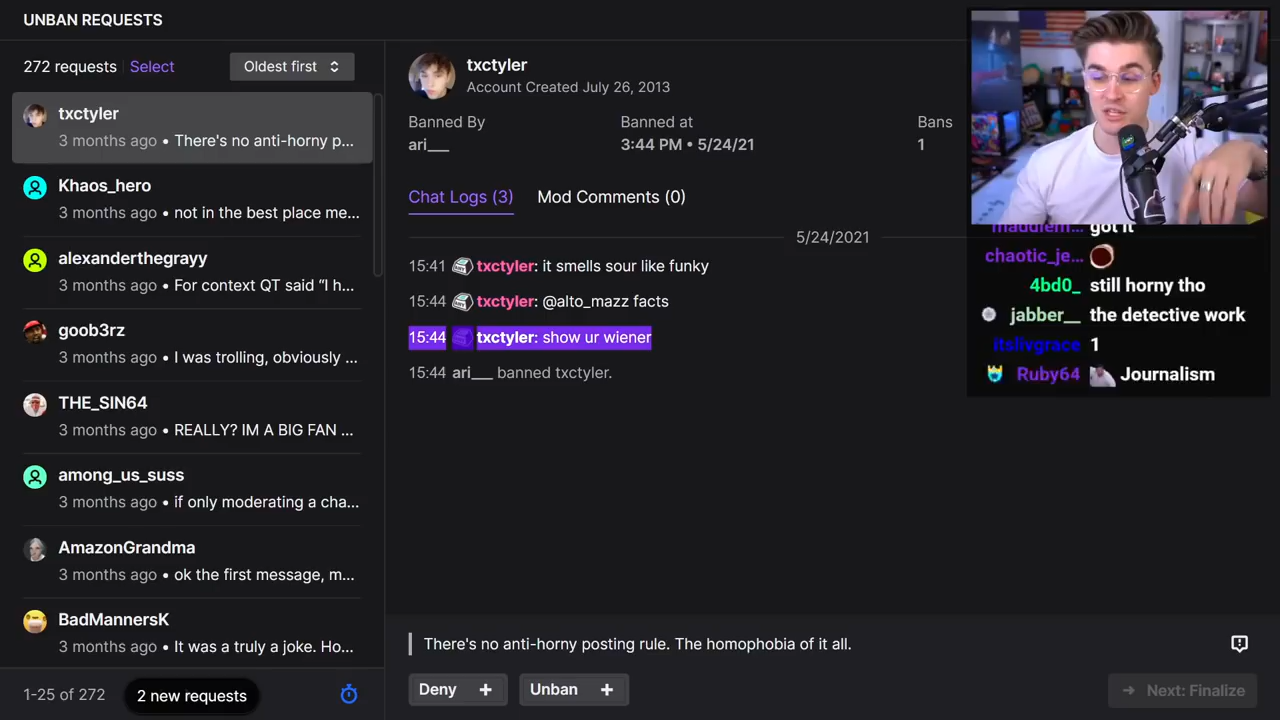 UNBAN REQUESTS
272 requests Select
Oldest first
txctyler
3 months ago • There's no anti-horny p...
Khaos_hero
3 months ago • not in the best place me...
alexanderthegrayy
3 months ago • For context QT said “I h...
goob3rz
3 months ago • I was trolling, obviously ...
THE_SIN64
3 months ago • REALLY? IM A BIG FAN ...
among_us_suss
3 months ago • if only moderating a cha...
AmazonGrandma
3 months ago • ok the first message, m...
BadMannersK
3 months ago • It was a truly a joke. Ho...
1-25 of 272
2 new requests
txctyler
Account Created July 26, 2013
Banned By
ari___
Banned at
3:44 PM • 5/24/21
Bans
1
Chat Logs (3)
Mod Comments (0)
5/24/2021
15:41 txctyler: it smells sour like funky
15:44 txctyler: @alto_mazz facts
15:44 txctyler: show ur wiener
15:44 ari___ banned txctyler.
There's no anti-horny posting rule. The homophobia of it all.
Deny +
Unban +
→ Next: Finalize
got it
chaotic_je...
4bd0_ still horny tho
jabber__ the detective work
itslivgrace 1
Ruby64 Journalism